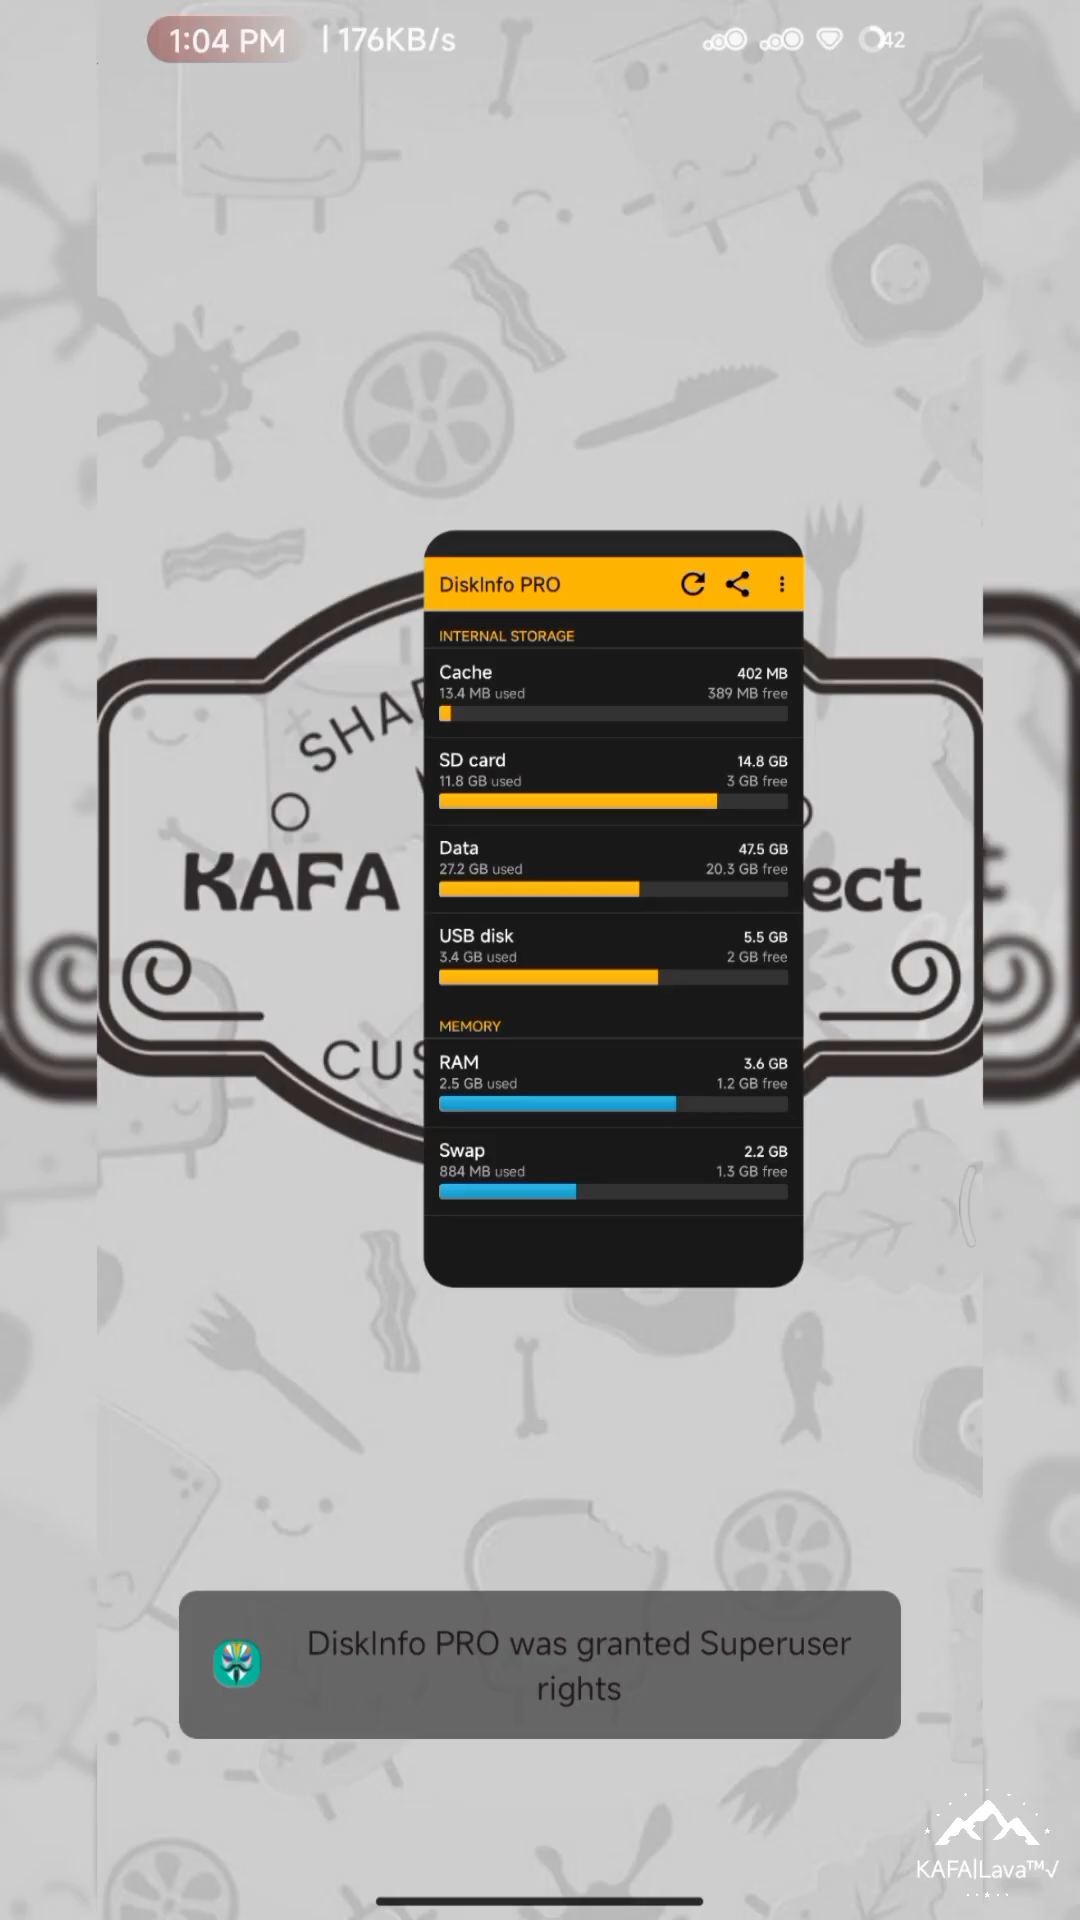 1:04 PM | 176KB/s 42
DiskInfo PRO
INTERNAL STORAGE
Cache 402 MB
13.4 MB used 389 MB free
SD card 14.8 GB
11.8 GB used 3 GB free
Data 47.5 GB
27.2 GB used 20.3 GB free
USB disk 5.5 GB
3.4 GB used 2 GB free
MEMORY
RAM 3.6 GB
2.5 GB used 1.2 GB free
Swap 2.2 GB
884 MB used 1.3 GB free
SHA
KAFA ect
CUS
DiskInfo PRO was granted Superuser
rights
KAFA|Lava™√